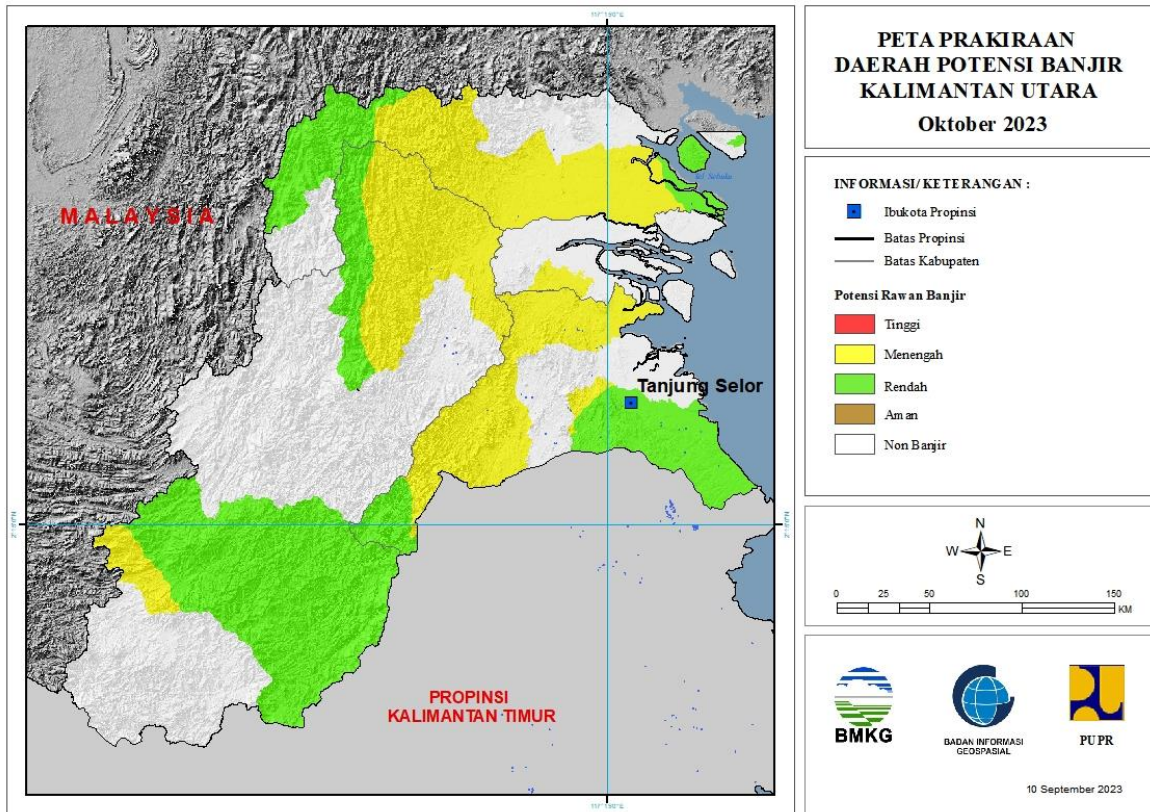 PETA PRAKIRAAN
DAERAH POTENSI BANJIR
KALIMANTAN UTARA
Oktober 2023
INFORMASI/ KETERANGAN :
Ibukota Propinsi
Batas Propinsi
Batas Kabupaten
Potensi Rawan Banjir
Tinggi
Menengah
Rendah
Aman
Non Banjir
MALAYSIA
Tanjung Selor
PROPINSI
KALIMANTAN TIMUR
N
W E
S
0 25 50 100 150
KM
BMKG
BADAN INFORMASI
GEOSPASIAL
PUPR
10 September 2023